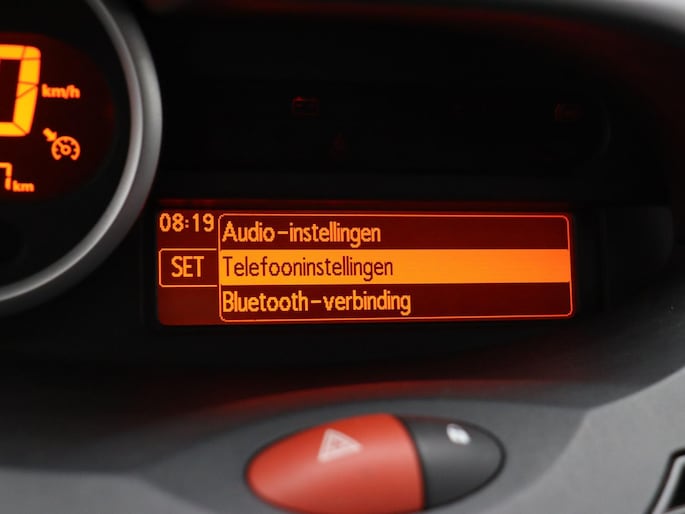 km/h
km
08:19
SET
Audio-instellingen
Telefooninstellingen
Bluetooth-verbinding